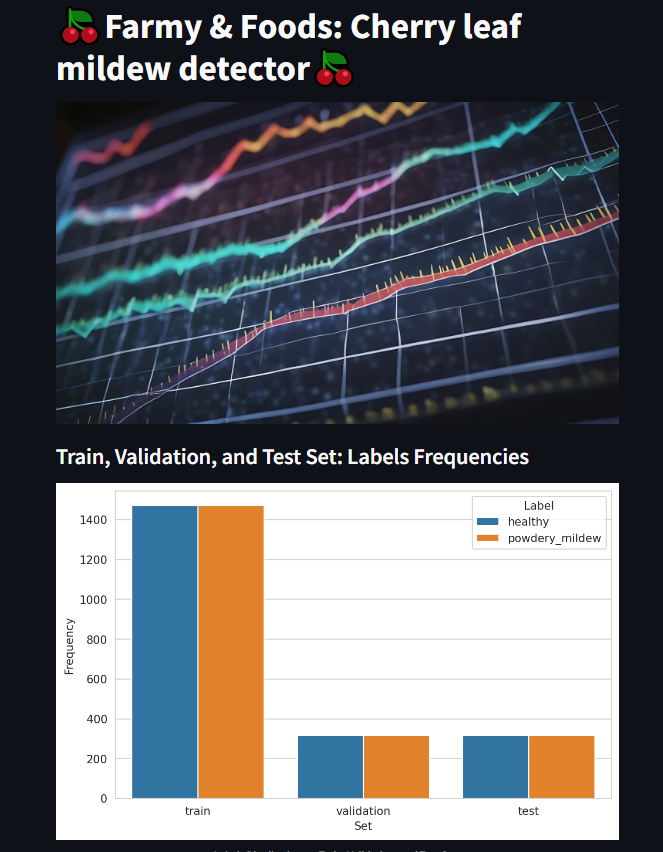 Farmy & Foods: Cherry leaf
mildew detector
Train, Validation, and Test Set: Labels Frequencies
Label
healthy
powdery_mildew
Frequency
1400
1200
1000
800
600
400
200
0
train validation test
Set